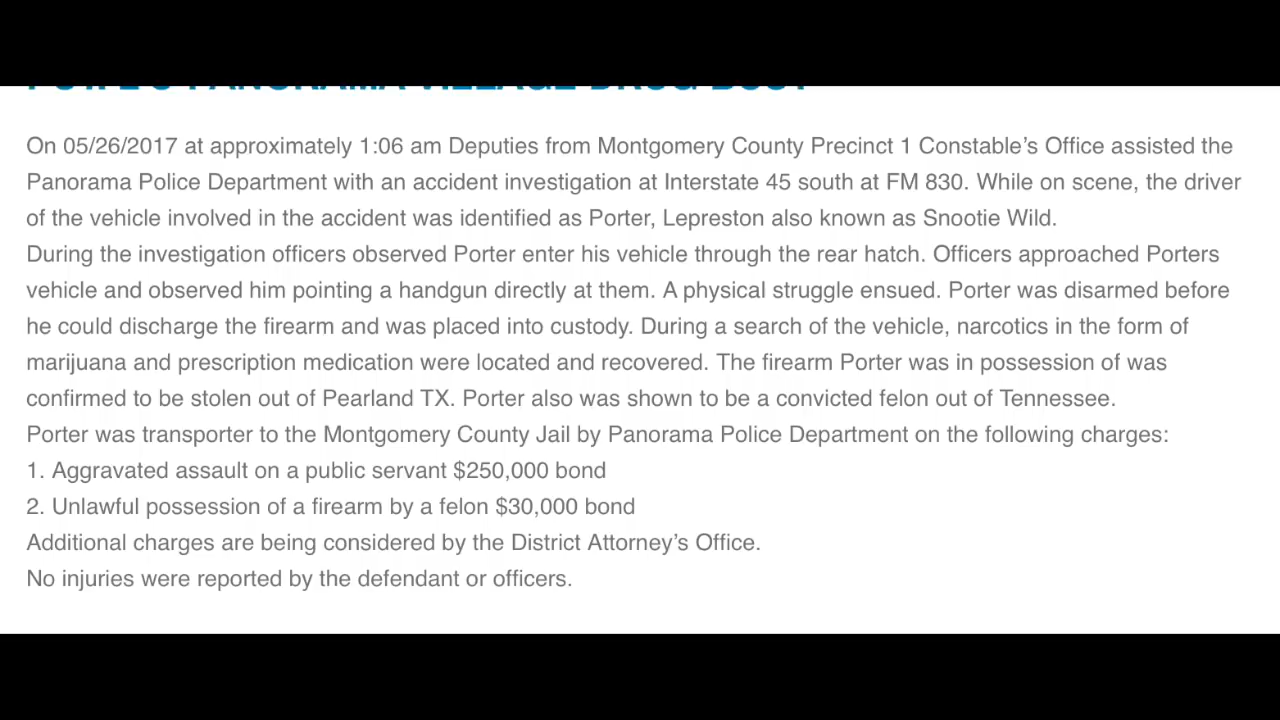 PANORAMA VILLAGE DRUG BUST
On 05/26/2017 at approximately 1:06 am Deputies from Montgomery County Precinct 1 Constable’s Office assisted the
Panorama Police Department with an accident investigation at Interstate 45 south at FM 830. While on scene, the driver
of the vehicle involved in the accident was identified as Porter, Lepreston also known as Snootie Wild.
During the investigation officers observed Porter enter his vehicle through the rear hatch. Officers approached Porters
vehicle and observed him pointing a handgun directly at them. A physical struggle ensued. Porter was disarmed before
he could discharge the firearm and was placed into custody. During a search of the vehicle, narcotics in the form of
marijuana and prescription medication were located and recovered. The firearm Porter was in possession of was
confirmed to be stolen out of Pearland TX. Porter also was shown to be a convicted felon out of Tennessee.
Porter was transporter to the Montgomery County Jail by Panorama Police Department on the following charges:
1. Aggravated assault on a public servant $250,000 bond
2. Unlawful possession of a firearm by a felon $30,000 bond
Additional charges are being considered by the District Attorney’s Office.
No injuries were reported by the defendant or officers.